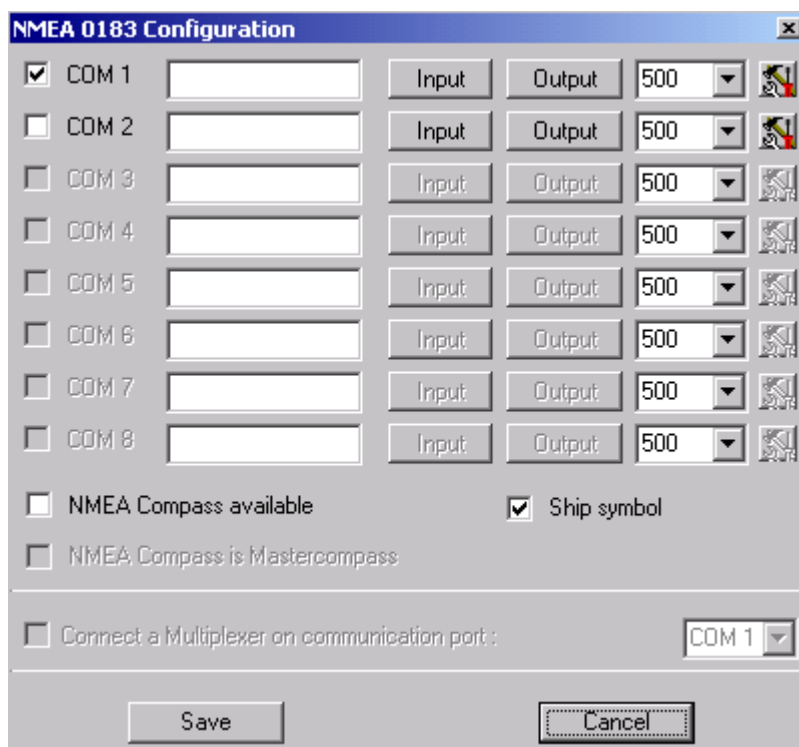 NMEA 0183 Configuration
COM 1 Input Output 500
COM 2 Input Output 500
COM 3 Input Output 500
COM 4 Input Output 500
COM 5 Input Output 500
COM 6 Input Output 500
COM 7 Input Output 500
COM 8 Input Output 500
NMEA Compass available Ship symbol
NMEA Compass is Mastercompass
Connect a Multiplexer on communication port : COM 1
Save Cancel